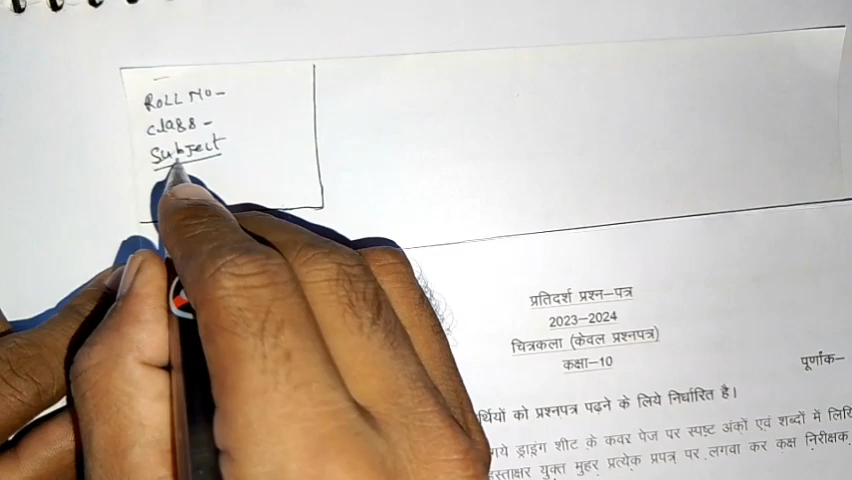 ROLL NO-
class-
Subject
प्रतिदर्श प्रश्न-पत्र
2023-2024
चित्रकला (केवल प्रश्नपत्र)
कक्षा-10
पूर्णांक-
र्थियों को प्रश्नपत्र पढ़ने के लिये निर्धारित है।
गये ड्राइंग शीट के कवर पेज पर स्पष्ट अंकों एवं शब्दों में लिखि
हस्ताक्षर युक्त मुहर प्रत्येक प्रपत्र पर लगवा कर कक्ष निरीक्षक